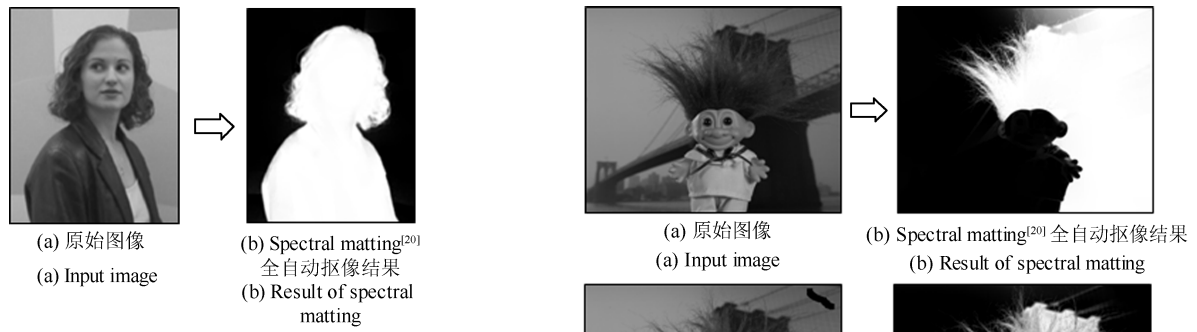 (a) 原始图像
(a) Input image
(b) Spectral matting[20]
全自动抠像结果
(b) Result of spectral
matting
(a) 原始图像
(a) Input image
(b) Spectral matting[20] 全自动抠像结果
(b) Result of spectral matting